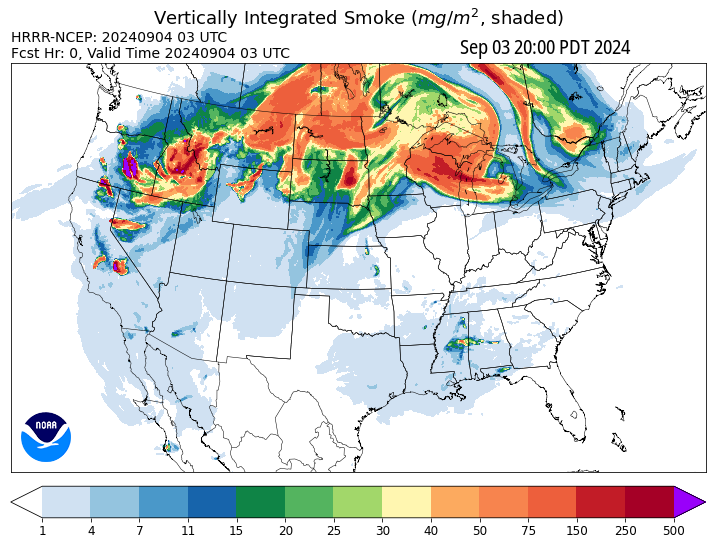 Vertically Integrated Smoke (mg/m², shaded)
HRRR-NCEP: 20240904 03 UTC
Fcst Hr: 0, Valid Time 20240904 03 UTC
Sep 03 20:00 PDT 2024
NOAA
1 4 7 11 15 20 25 30 40 50 75 150 250 500